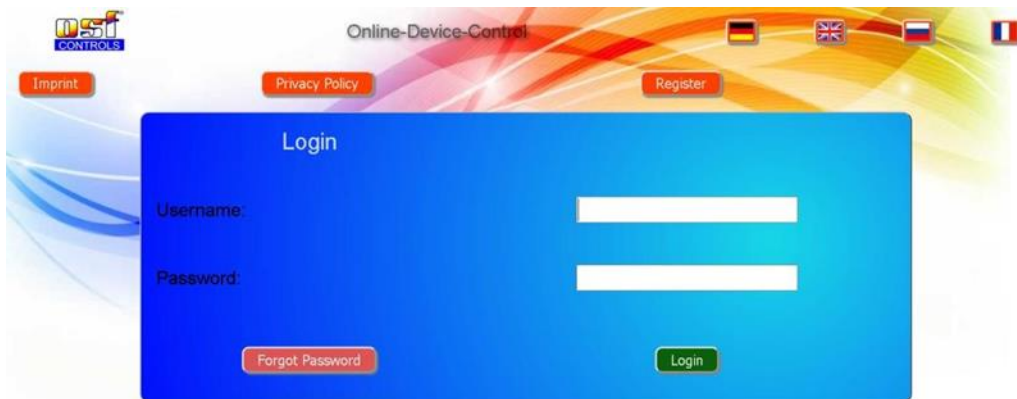 osf
CONTROLS
Online-Device-Control
Imprint
Privacy Policy
Register
Login
Username:
Password:
Forgot Password
Login